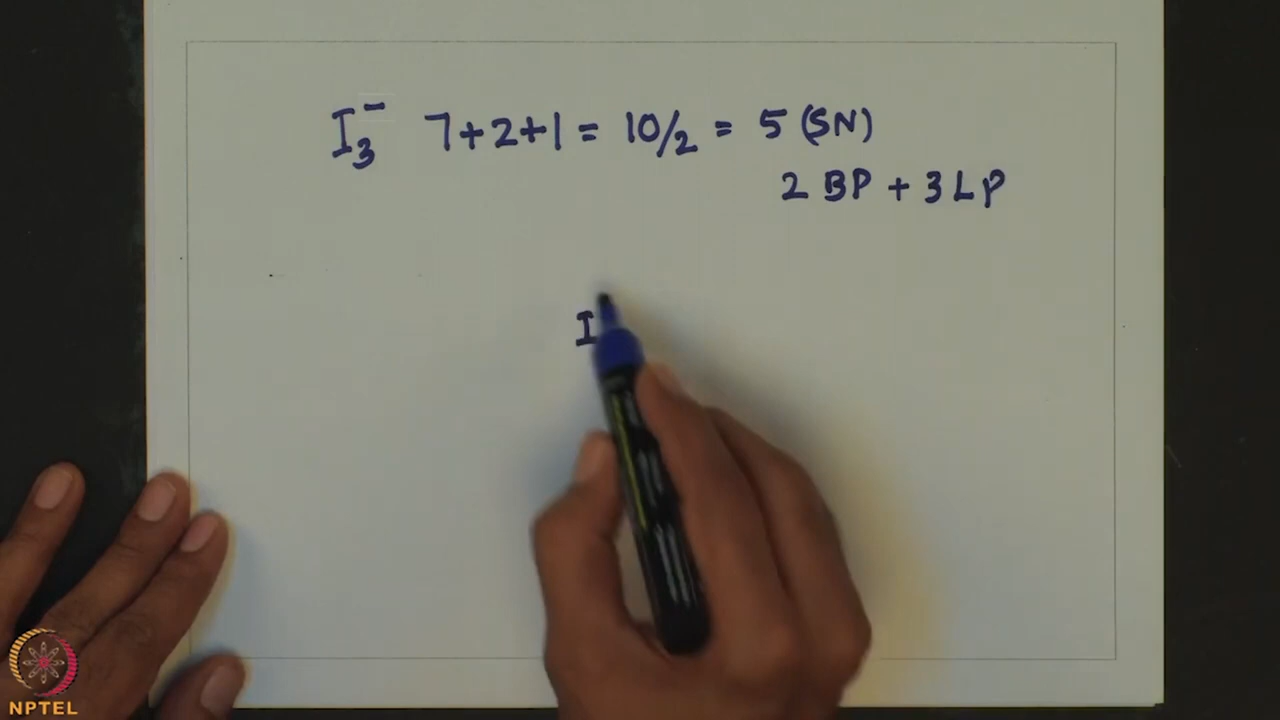 I₃⁻ 7+2+1 = 10/2 = 5 (SN)
2 BP + 3 LP
I
NPTEL